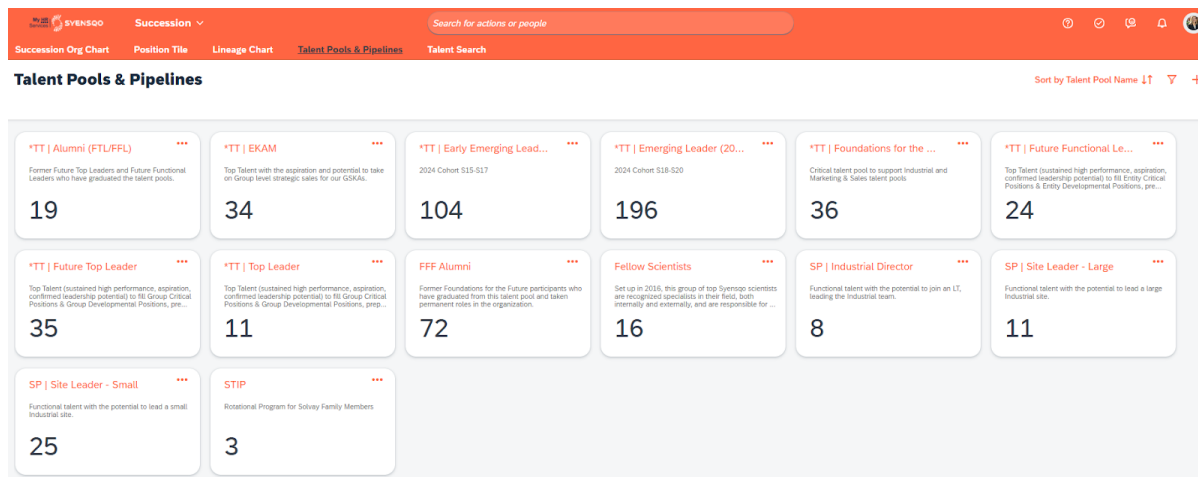 My HR
Services
SYENSQO
Succession
Search for actions or people
Succession Org Chart
Position Tile
Lineage Chart
Talent Pools & Pipelines
Talent Search
Talent Pools & Pipelines
Sort by Talent Pool Name
*TT | Alumni (FTL/FFL)
Former Future Top Leaders and Future Functional
Leaders who have graduated the talent pools.
19
*TT | EKAM
Top Talent with the aspiration and potential to take
on Group level strategic sales for our GSKAs.
34
*TT | Early Emerging Lead...
2024 Cohort S15-S17
104
*TT | Emerging Leader (20...
2024 Cohort S18-S20
196
*TT | Foundations for the ...
Critical talent pool to support Industrial and
Marketing & Sales talent pools
36
*TT | Future Functional Le...
Top Talent (sustained high performance, aspiration,
confirmed leadership potential) to fill Entity Critical
Positions & Entity Developmental Positions, pre...
24
*TT | Future Top Leader
Top Talent (sustained high performance, aspiration,
confirmed leadership potential) to fill Group Critical
Positions & Group Developmental Positions, pre...
35
*TT | Top Leader
Top Talent (sustained high performance, aspiration,
confirmed leadership potential) to fill Group Critical
Positions & Group Developmental Positions, prep...
11
FFF Alumni
Former Foundations for the Future participants who
have graduated from this talent pool and taken
permanent roles in the organization.
72
Fellow Scientists
Set up in 2016, this group of top Syensqo scientists
are recognized specialists in their field, both
internally and externally, and are responsible for ...
16
SP | Industrial Director
Functional talent with the potential to join an LT,
leading the Industrial team.
8
SP | Site Leader - Large
Functional talent with the potential to lead a large
Industrial site.
11
SP | Site Leader - Small
Functional talent with the potential to lead a small
Industrial site.
25
STIP
Rotational Program for Solvay Family Members
3